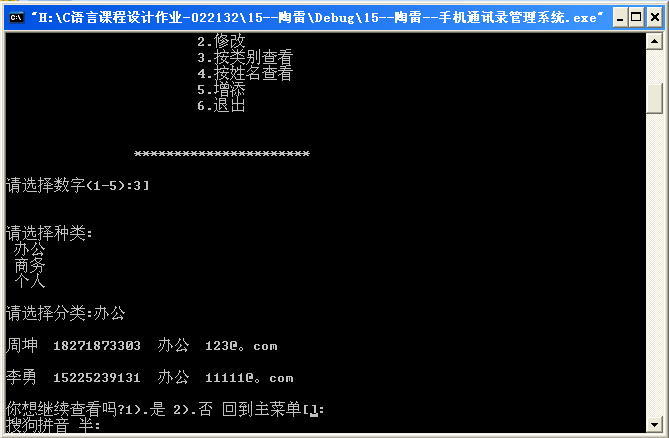 "H:\C语言课程设计作业-022132\15--陶雷\Debug\15--陶雷--手机通讯录管理系统.exe"
2.修改
3.按类别查看
4.按姓名查看
5.增添
6.退出
**********************
请选择数字(1-5):3]
请选择种类:
办公
商务
个人
请选择分类:办公
周坤 18271873303 办公 123@。com
李勇 15225239131 办公 11111@。com
你想继续查看吗?1).是 2).否 回到主菜单[]:
搜狗拼音 半: